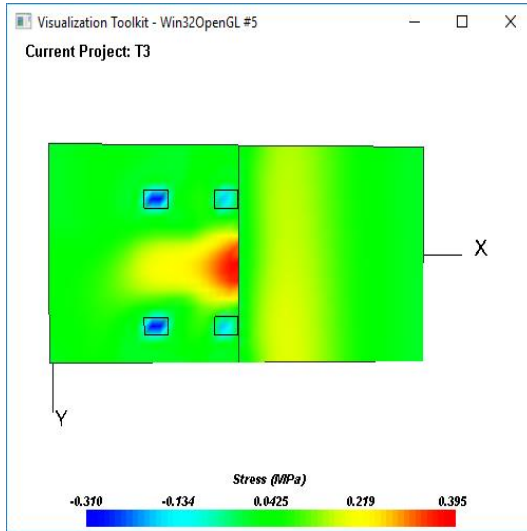 Visualization Toolkit - Win32OpenGL #5
Current Project: T3
X
Y
Stress (MPa)
-0.310 -0.134 0.0425 0.219 0.395